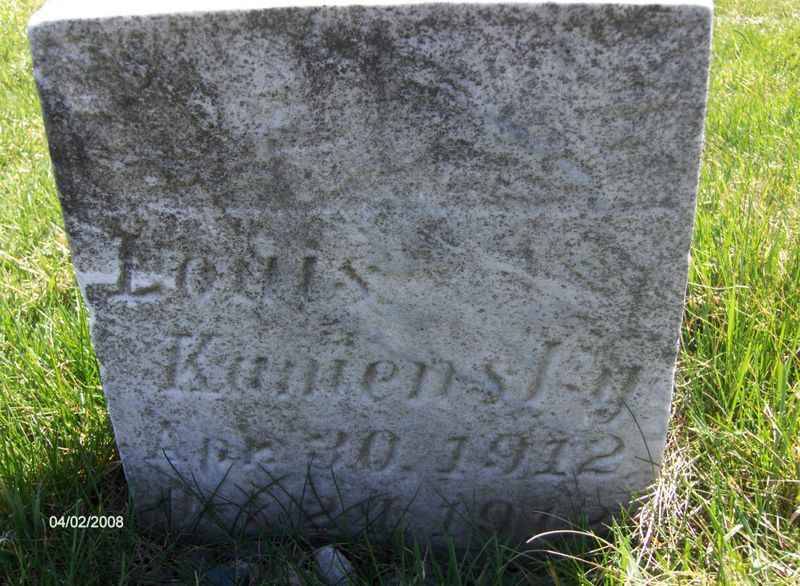 Louis
Kamensky
Apr. 30, 1912
04/02/2008